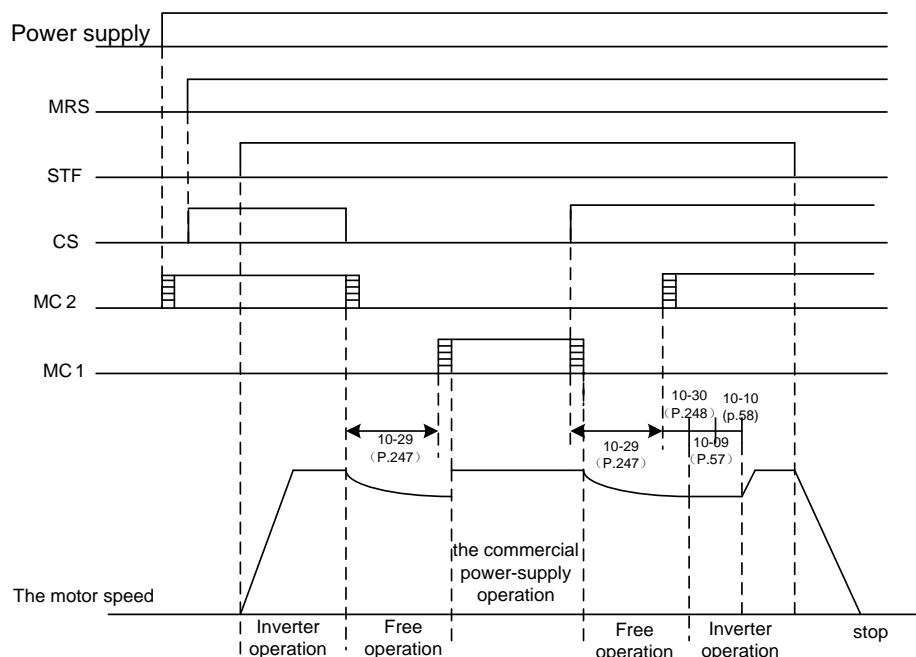 Power supply
MRS
STF
CS
MC 2
MC 1
10-29
（P.247)
10-29
（P.247)
10-30
（P.248)
10-10
(p.58)
10-09
（P.57)
the commercial
power-supply
operation
The motor speed
Inverter
operation
Free
operation
Free
operation
Inverter
operation
stop